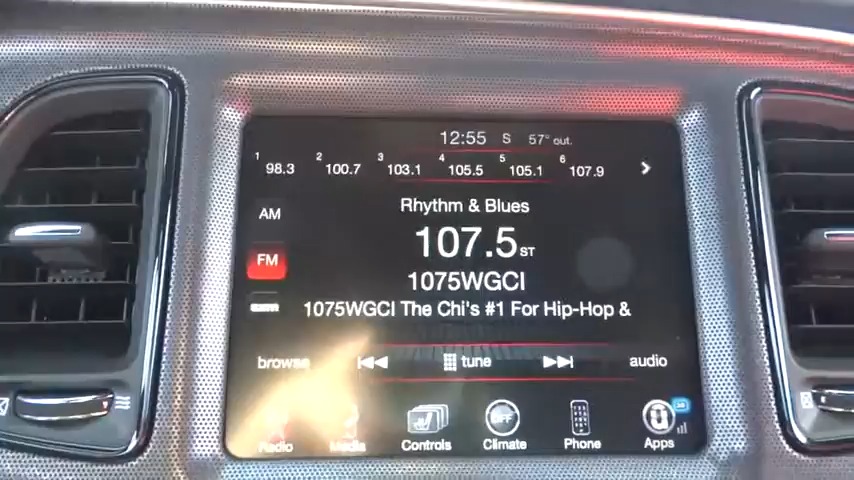 12:55 S 57° out.
1 98.3 2 100.7 3 103.1 4 105.5 5 105.1 6 107.9
AM
Rhythm & Blues
107.5 ST
FM
1075WGCI
1075WGCI The Chi's #1 For Hip-Hop &
browse tune audio
OFF
Radio Media Controls Climate Phone Apps